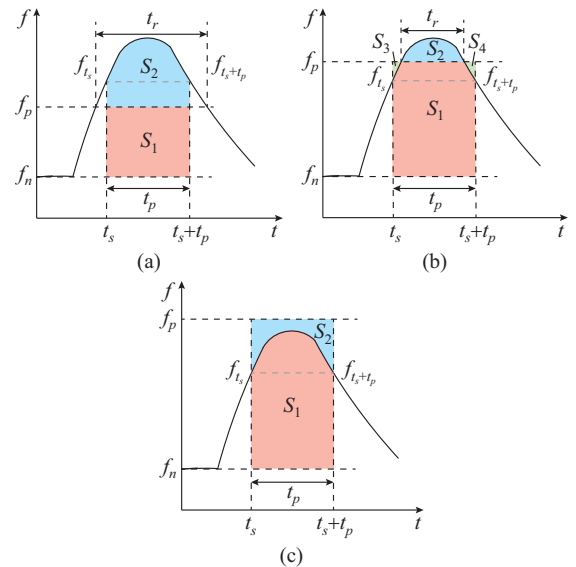 f
t_r
f_{t_s}
S_2
f_{t_s+t_p}
f_p
S_1
f_n
t_p
t_s
t_s+t_p
t
(a)
f
t_r
S_3
S_4
f_p
S_2
f_{t_s}
f_{t_s+t_p}
S_1
f_n
t_p
t_s
t_s+t_p
t
(b)
f
f_p
S_2
f_{t_s}
f_{t_s+t_p}
S_1
f_n
t_p
t_s
t_s+t_p
t
(c)